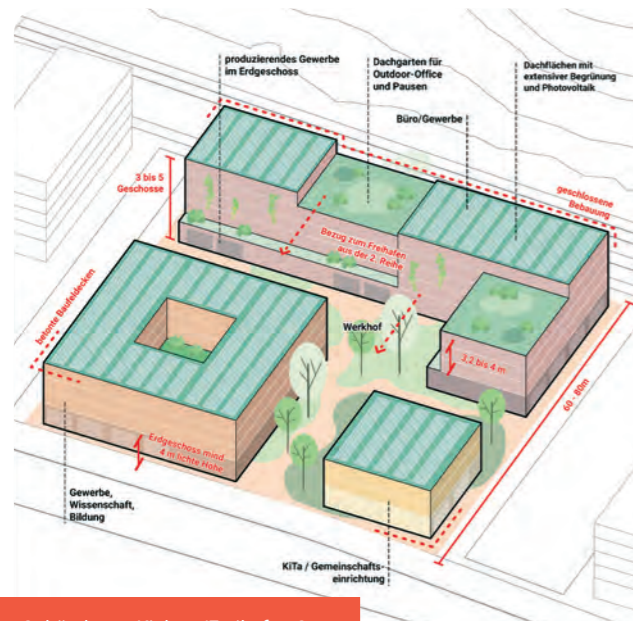 produzierendes Gewerbe
im Erdgeschoss
Dachgarten für
Outdoor-Office
und Pausen
Dachflächen mit
extensiver Begrünung
und Photovoltaik
Büro/Gewerbe
3 bis 5
Geschosse
geschlossene
Bebauung
Bezug zum Freihafen
aus der 2. Reihe
betonte Baufeldecken
Werkhof
3,2 bis 4 m
60 - 80m
Erdgeschoss mind
4 m lichte Höhe
Gewerbe,
Wissenschaft,
Bildung
KiTa / Gemeinschafts-
einrichtung